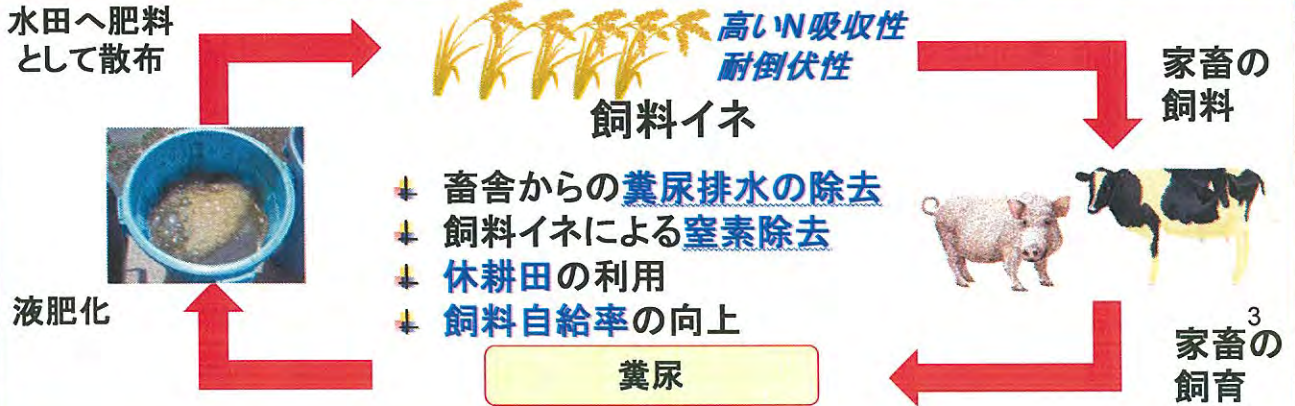 水田へ肥料
として散布
高いN吸収性
耐倒伏性
飼料イネ
家畜の
飼料
畜舎からの糞尿排水の除去
飼料イネによる窒素除去
休耕田の利用
飼料自給率の向上
液肥化
糞尿
3
家畜の
飼育